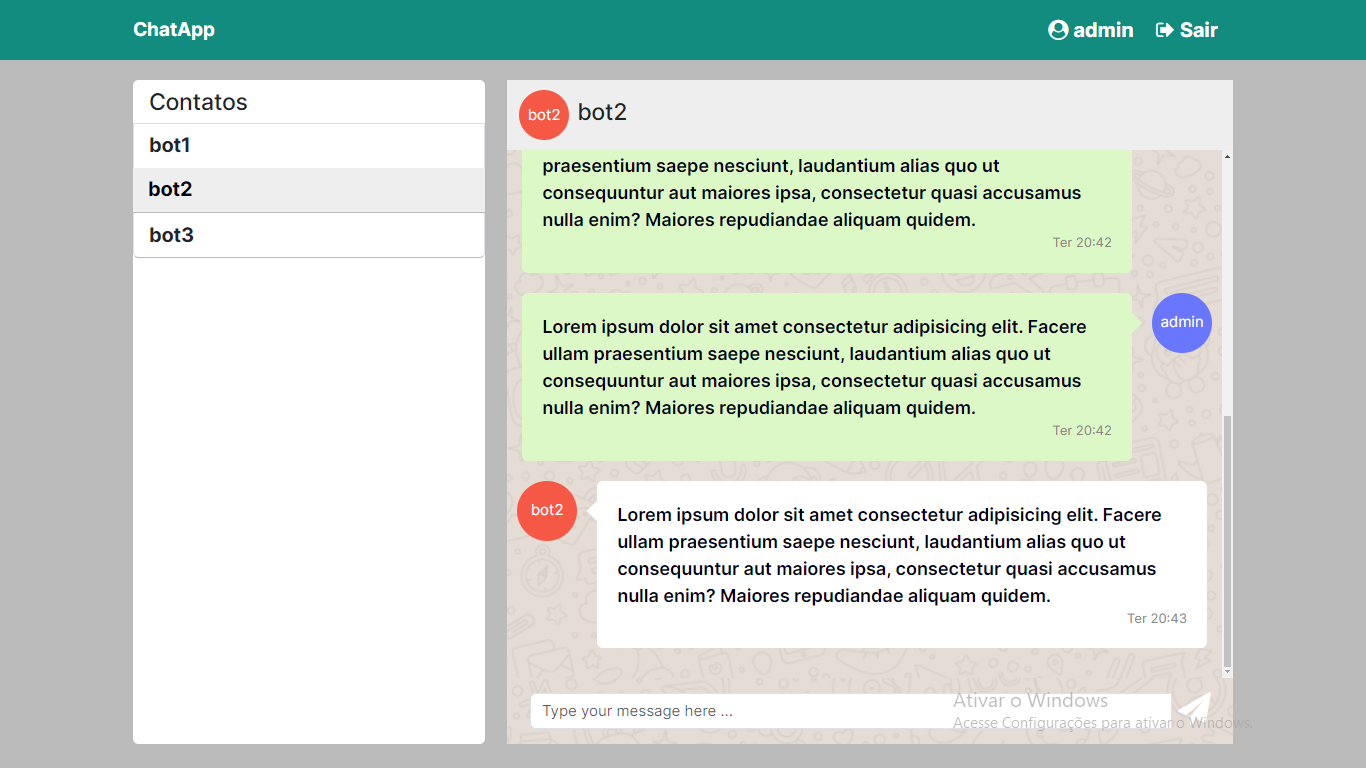 ChatApp
admin
Sair
Contatos
bot1
bot2
bot3
bot2
bot2
praesentium saepe nesciunt, laudantium alias quo ut
consequuntur aut maiores ipsa, consectetur quasi accusamus
nulla enim? Maiores repudiandae aliquam quidem.
Ter 20:42
Lorem ipsum dolor sit amet consectetur adipisicing elit. Facere
ullam praesentium saepe nesciunt, laudantium alias quo ut
consequuntur aut maiores ipsa, consectetur quasi accusamus
nulla enim? Maiores repudiandae aliquam quidem.
Ter 20:42
admin
bot2
Lorem ipsum dolor sit amet consectetur adipisicing elit. Facere
ullam praesentium saepe nesciunt, laudantium alias quo ut
consequuntur aut maiores ipsa, consectetur quasi accusamus
nulla enim? Maiores repudiandae aliquam quidem.
Ter 20:43
Type your message here ...
Ativar o Windows
Acesse Configurações para ativar o Windows.